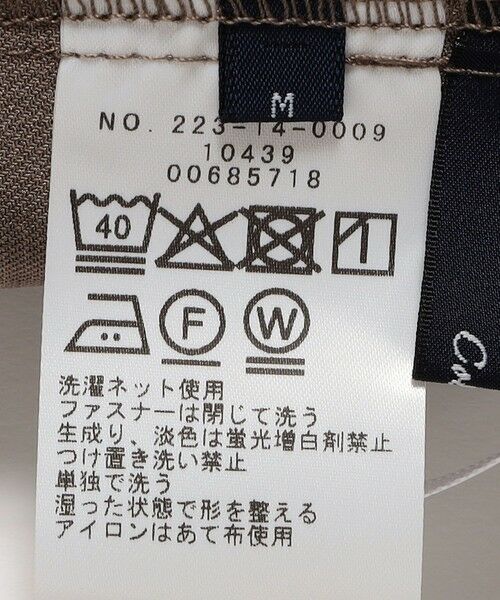 M
NO. 223-14-0009
10439
00685718
40
F
W
洗濯ネット使用
ファスナーは閉じて洗う
生成り、淡色は蛍光増白剤禁止
つけ置き洗い禁止
単独で洗う
湿った状態で形を整える
アイロンはあて布使用